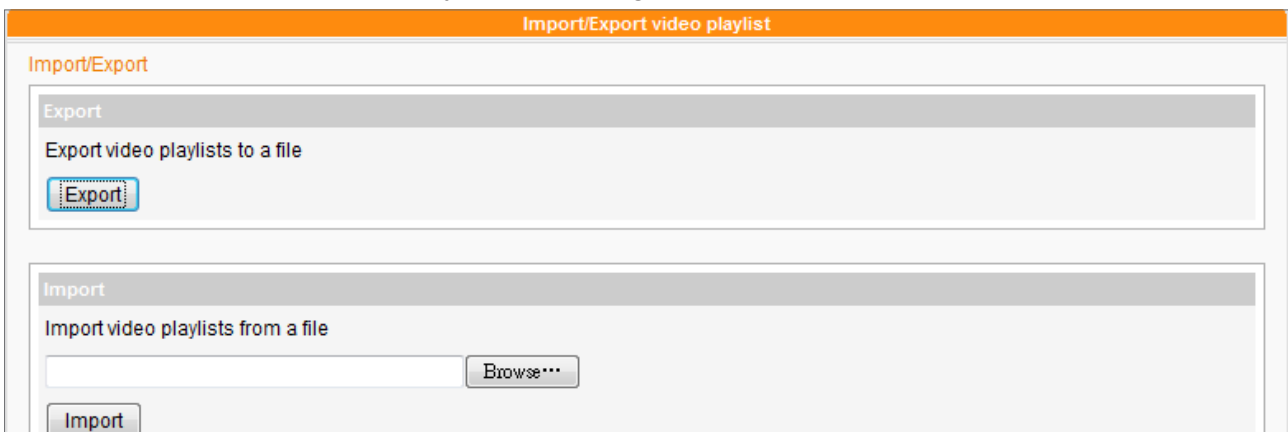 Import/Export video playlist
Import/Export
Export
Export video playlists to a file
Export
Import
Import video playlists from a file
Browse···
Import